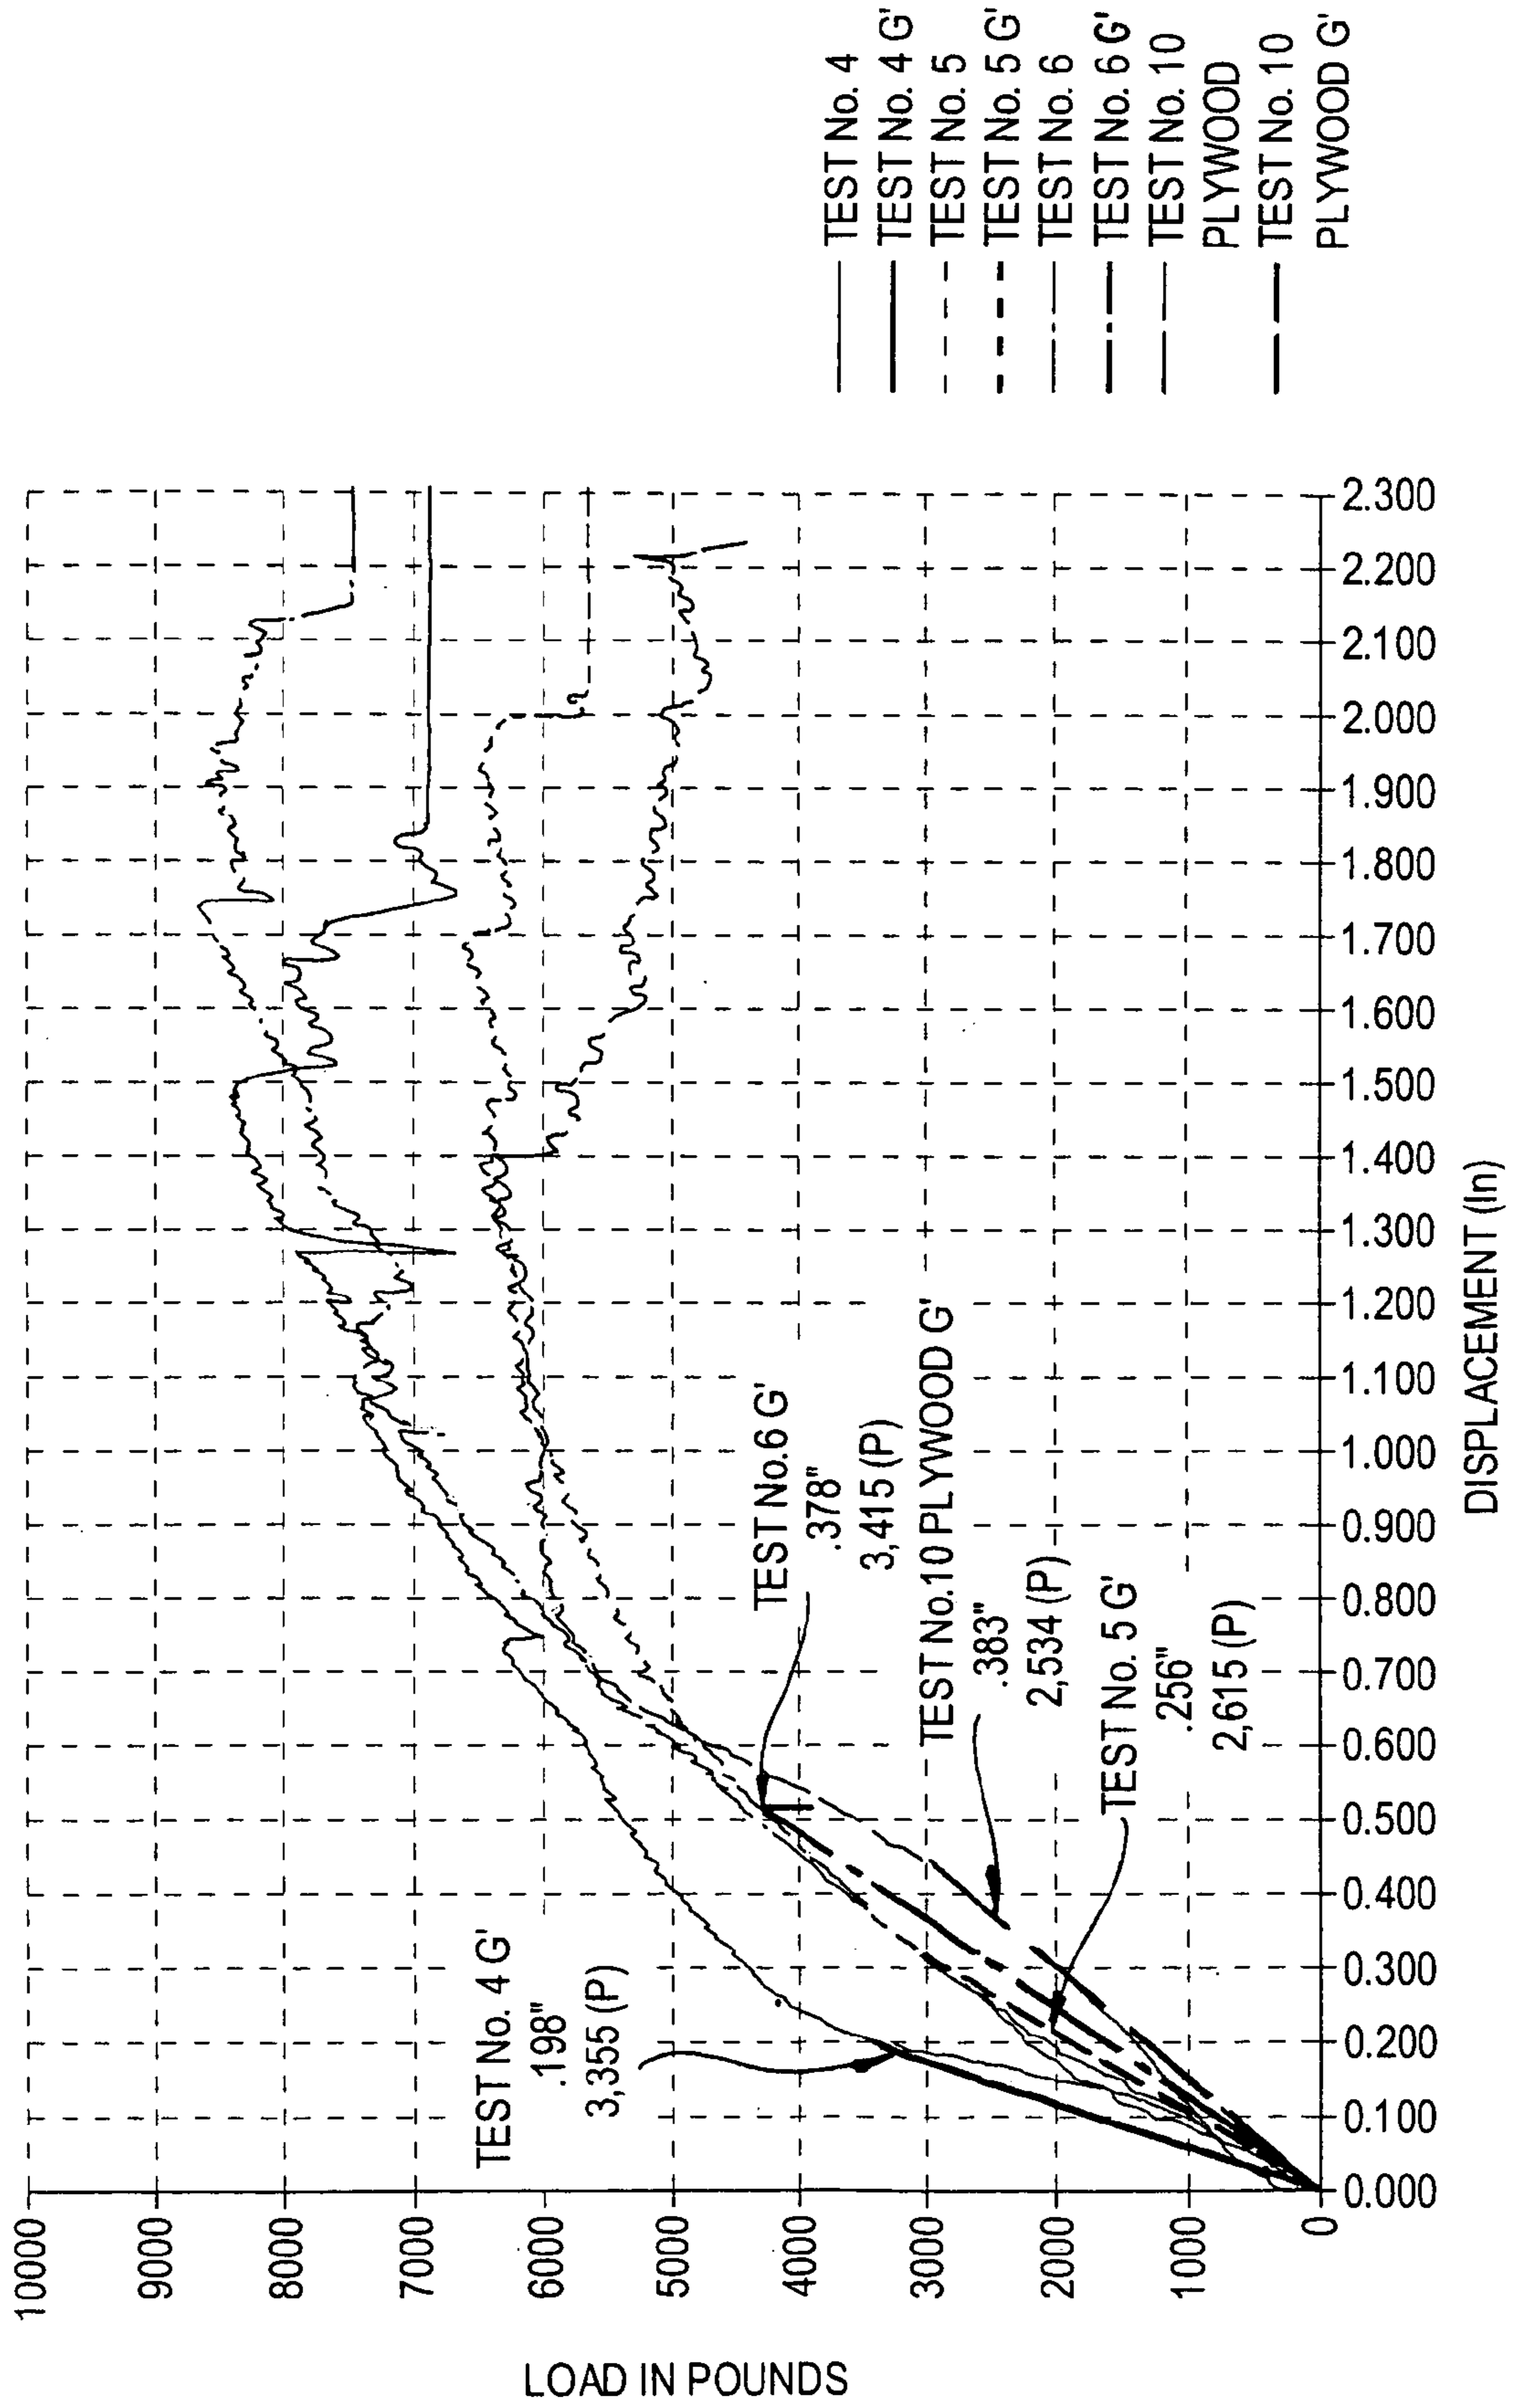 LOAD IN POUNDS
10000
9000
8000
7000
6000
5000
4000
3000
2000
1000
0
0.000
0.100
0.200
0.300
0.400
0.500
0.600
0.700
0.800
0.900
1.000
1.100
1.200
1.300
1.400
1.500
1.600
1.700
1.800
1.900
2.000
2.100
2.200
2.300
DISPLACEMENT (In)
TEST No. 4 G'
.198"
3,355 (P)
TEST No.6 G'
.378"
3,415 (P)
TEST No.10 PLYWOOD G'
.383"
2,534 (P)
TEST No. 5 G'
.256"
2,615 (P)
TEST No. 4
TEST No. 4 G'
TEST No. 5
TEST No. 5 G'
TEST No. 6
TEST No. 6 G'
TEST No. 10
PLYWOOD
TEST No. 10
PLYWOOD G'